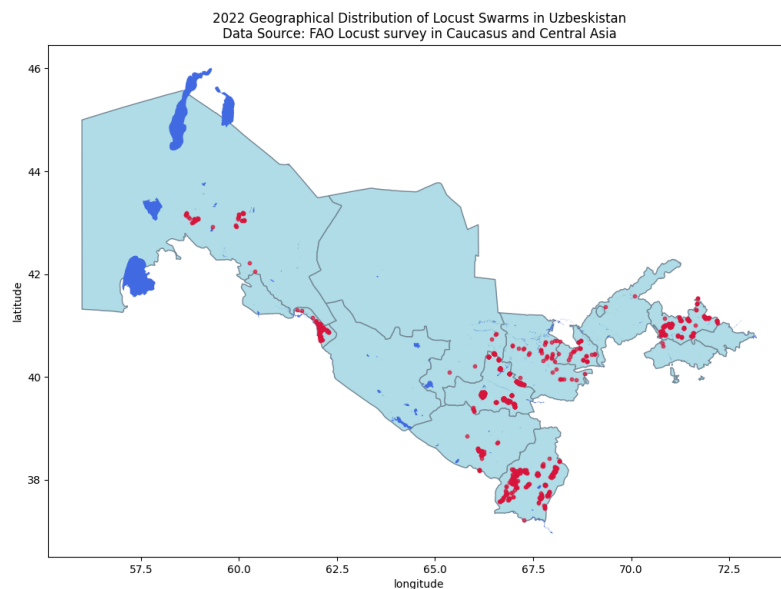 2022 Geographical Distribution of Locust Swarms in Uzbeskistan
Data Source: FAO Locust survey in Caucasus and Central Asia
latitude
46
44
42
40
38
57.5 60.0 62.5 65.0 67.5 70.0 72.5
longitude